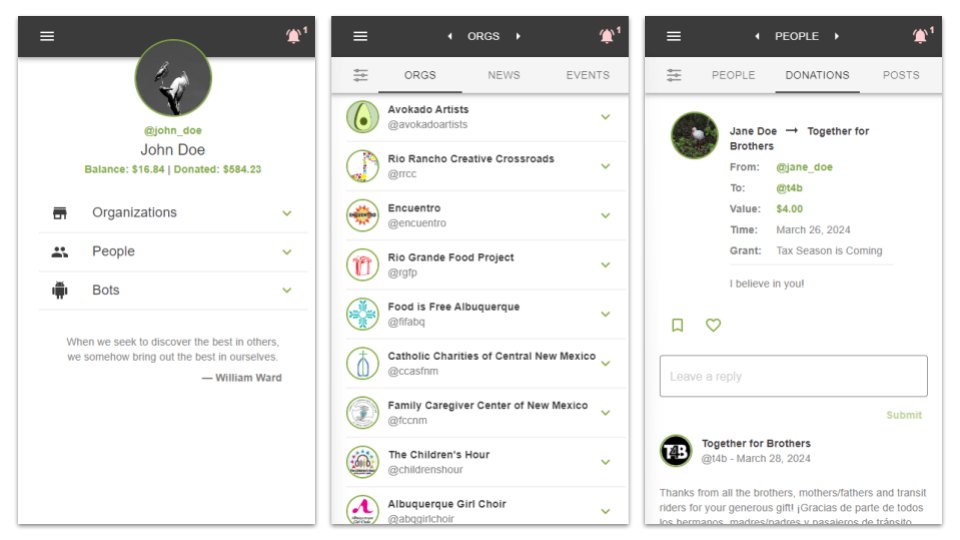 1
@john_doe
John Doe
Balance: $16.84 | Donated: $584.23
Organizations
People
Bots
When we seek to discover the best in others,
we somehow bring out the best in ourselves.
— William Ward
ORGS
1
ORGS NEWS EVENTS
Avokado Artists
@avokadoartists
Rio Rancho Creative Crossroads
@rrcc
Encuentro
@encuentro
Rio Grande Food Project
@rgfp
Food is Free Albuquerque
@fifabq
Catholic Charities of Central New Mexico
@ccasfnm
Family Caregiver Center of New Mexico
@fccnm
The Children's Hour
@childrenshour
Albuquerque Girl Choir
@abqgirlchoir
PEOPLE
1
PEOPLE DONATIONS POSTS
Jane Doe → Together for
Brothers
From: @jane_doe
To: @t4b
Value: $4.00
Time: March 26, 2024
Grant: Tax Season is Coming
I believe in you!
Leave a reply
Submit
T4B
Together for Brothers
@t4b - March 28, 2024
Thanks from all the brothers, mothers/fathers and transit
riders for your generous gift! ¡Gracias de parte de todos
los hermanos, madres/padres y pasajeros de tránsito